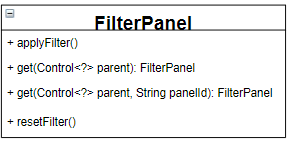 FilterPanel
+ applyFilter()
+ get(Control<?> parent): FilterPanel
+ get(Control<?> parent, String panelId): FilterPanel
+ resetFilter()